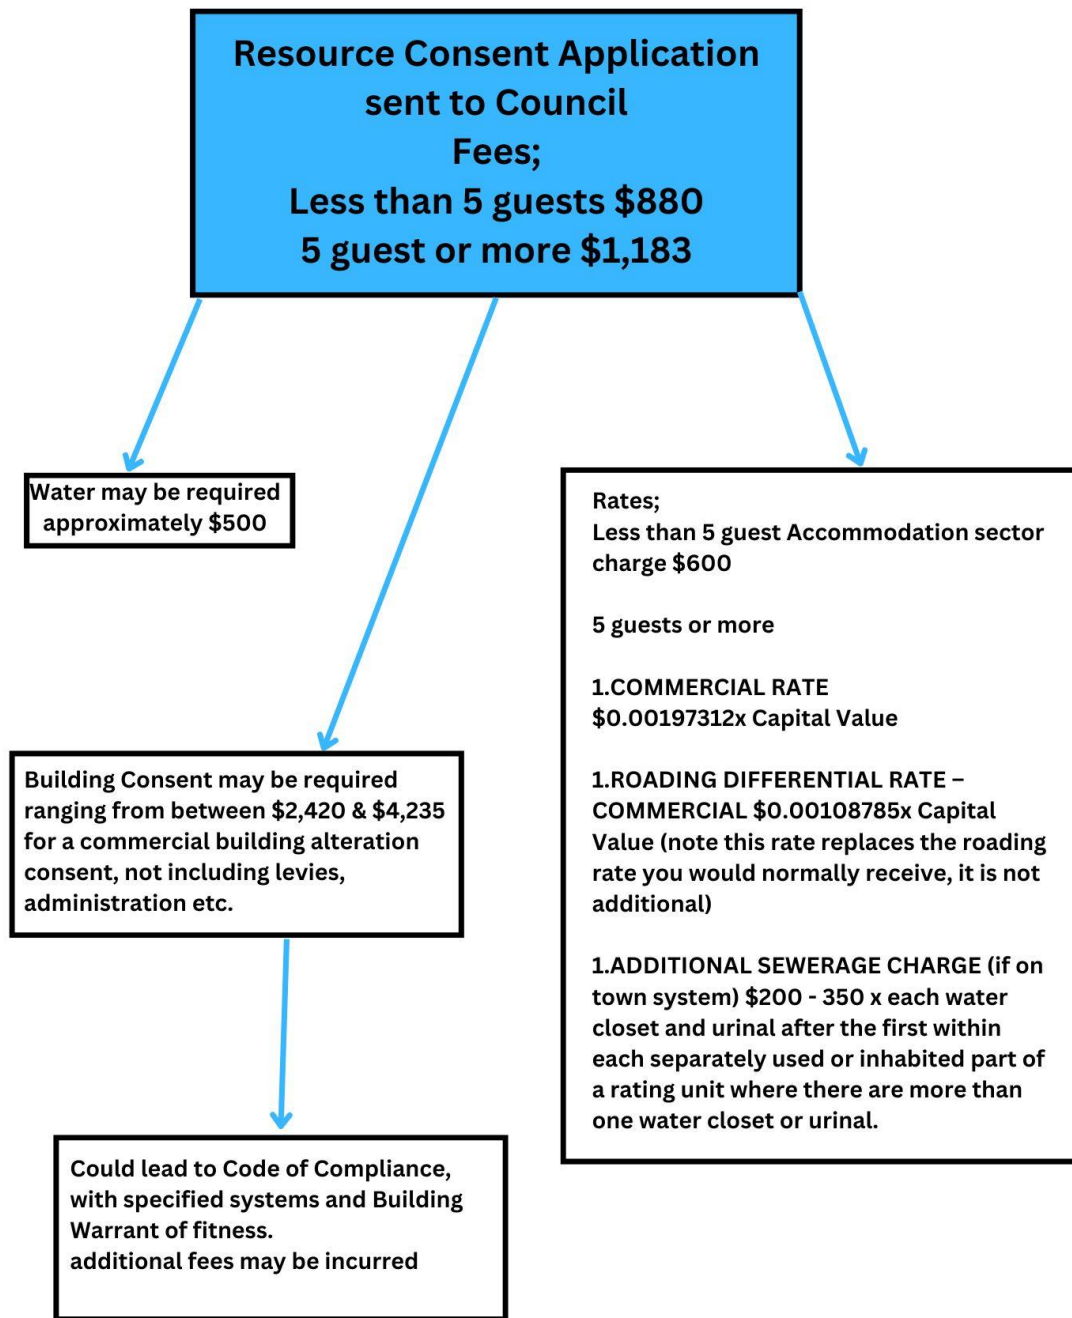 Resource Consent Application
sent to Council
Fees;
Less than 5 guests $880
5 guest or more $1,183
Water may be required
approximately $500
Rates;
Less than 5 guest Accommodation sector
charge $600
5 guests or more
1.COMMERCIAL RATE
$0.00197312x Capital Value
1.ROADING DIFFERENTIAL RATE –
COMMERCIAL $0.00108785x Capital
Value (note this rate replaces the roading
rate you would normally receive, it is not
additional)
1.ADDITIONAL SEWERAGE CHARGE (if on
town system) $200 - 350 x each water
closet and urinal after the first within
each separately used or inhabited part of
a rating unit where there are more than
one water closet or urinal.
Building Consent may be required
ranging from between $2,420 & $4,235
for a commercial building alteration
consent, not including levies,
administration etc.
Could lead to Code of Compliance,
with specified systems and Building
Warrant of fitness.
additional fees may be incurred